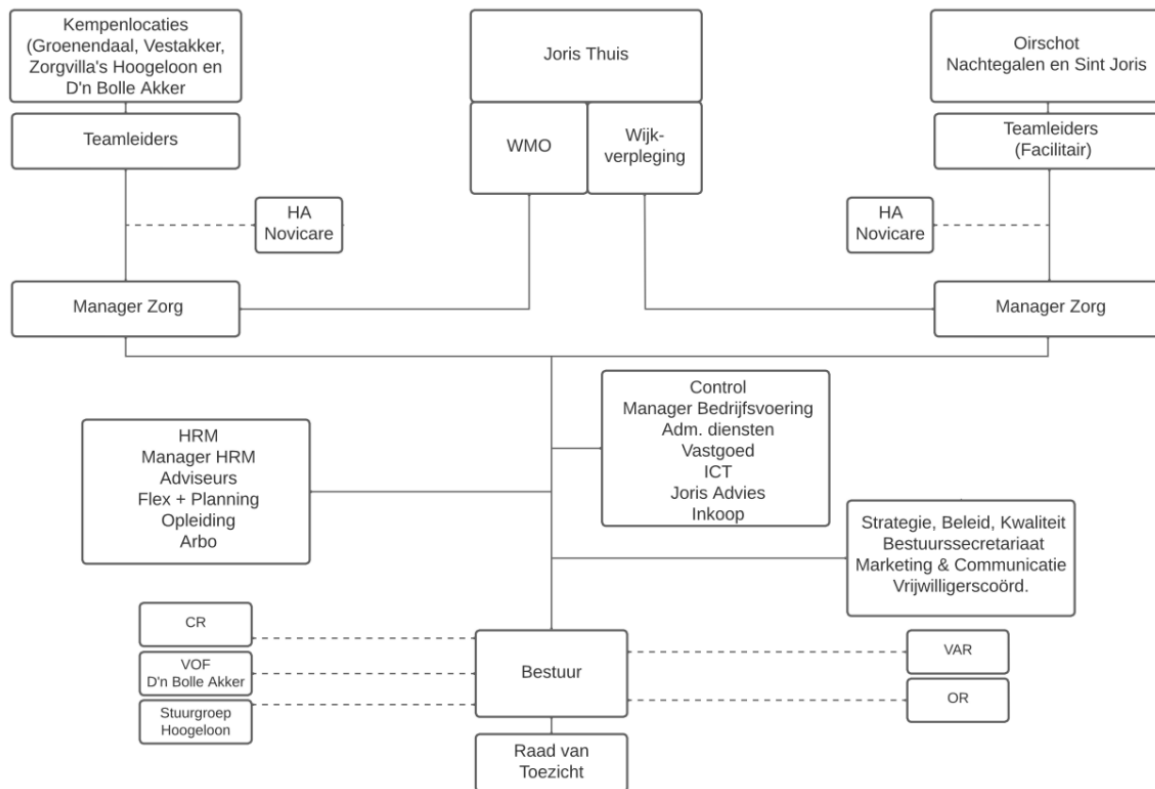 Kempenlocaties
(Groenendaal, Vestakker,
Zorgvilla's Hoogeloon en
D'n Bolle Akker
Joris Thuis
Oirschot
Nachtegalen en Sint Joris
Teamleiders
WMO
Wijk-
verpleging
Teamleiders
(Facilitair)
HA
Novicare
HA
Novicare
Manager Zorg
Manager Zorg
Control
Manager Bedrijfsvoering
Adm. diensten
Vastgoed
ICT
Joris Advies
Inkoop
HRM
Manager HRM
Adviseurs
Flex + Planning
Opleiding
Arbo
Strategie, Beleid, Kwaliteit
Bestuurssecretariaat
Marketing & Communicatie
Vrijwilligerscoörd.
CR
VOF
D'n Bolle Akker
Stuurgroep
Hoogeloon
Bestuur
VAR
OR
Raad van
Toezicht